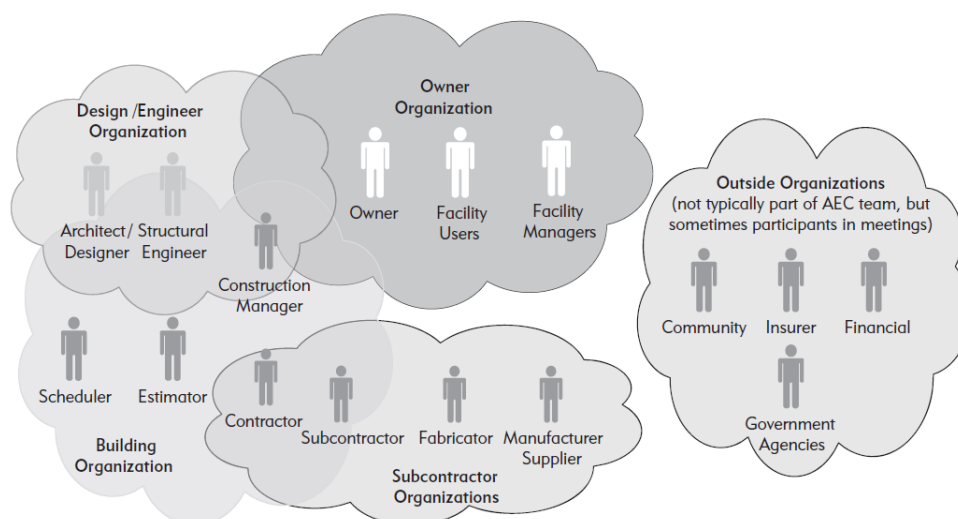 Owner
Organization
Design /Engineer
Organization
Owner
Facility
Users
Facility
Managers
Architect/
Designer
Structural
Engineer
Construction
Manager
Scheduler
Estimator
Contractor
Building
Organization
Subcontractor
Fabricator
Manufacturer
Supplier
Subcontractor
Organizations
Outside Organizations
(not typically part of AEC team, but
sometimes participants in meetings)
Community
Insurer
Financial
Government
Agencies